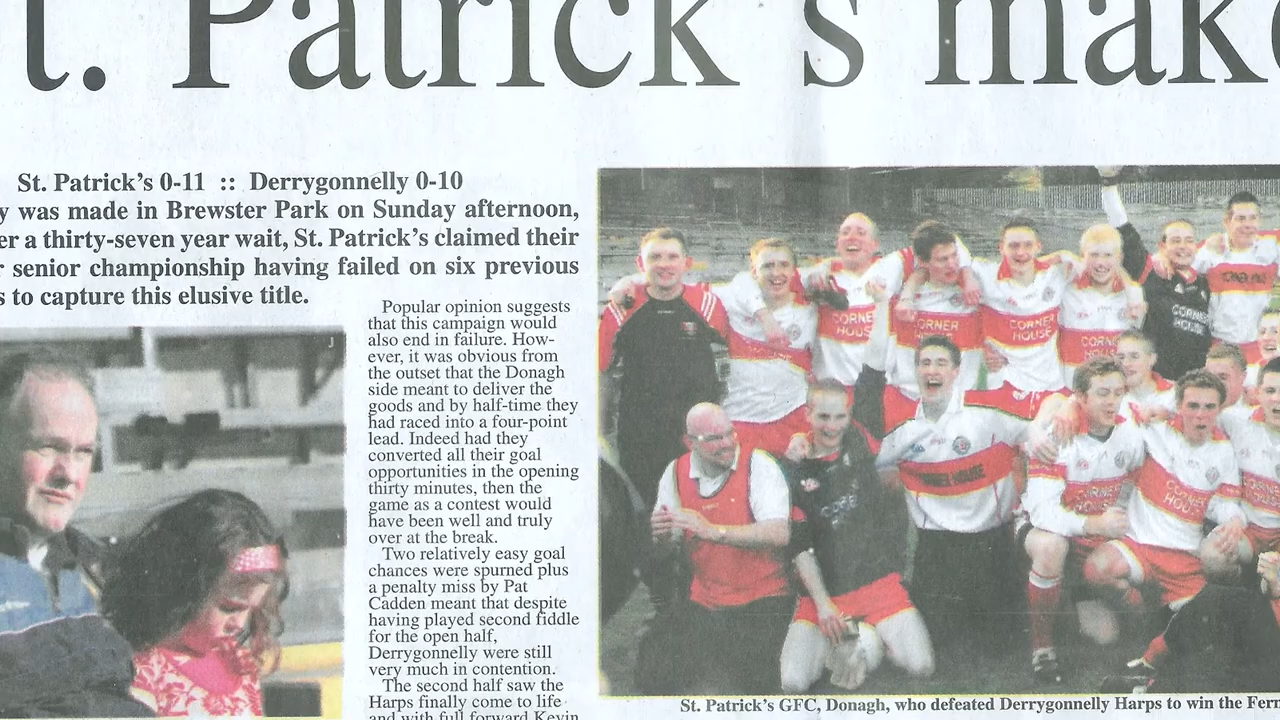 t. Patrick's make
St. Patrick's 0-11 :: Derrygonnelly 0-10
y was made in Brewster Park on Sunday afternoon,
er a thirty-seven year wait, St. Patrick's claimed their
r senior championship having failed on six previous
s to capture this elusive title.
Popular opinion suggests
that this campaign would
also end in failure. How-
ever, it was obvious from
the outset that the Donagh
side meant to deliver the
goods and by half-time they
had raced into a four-point
lead. Indeed had they
converted all their goal
opportunities in the opening
thirty minutes, then the
game as a contest would
have been well and truly
over at the break.
Two relatively easy goal
chances were spurned plus
a penalty miss by Pat
Cadden meant that despite
having played second fiddle
for the open half,
Derrygonnelly were still
very much in contention.
The second half saw the
Harps finally come to life
and with full forward Kevin
CORNER
HOUSE
CORNER
HOUSE
CORNER
HOUSE
CORNER
HOUSE
CORNER
HOUSE
CORNER
CORNER
HOUSE
St. Patrick's GFC, Donagh, who defeated Derrygonnelly Harps to win the Fern